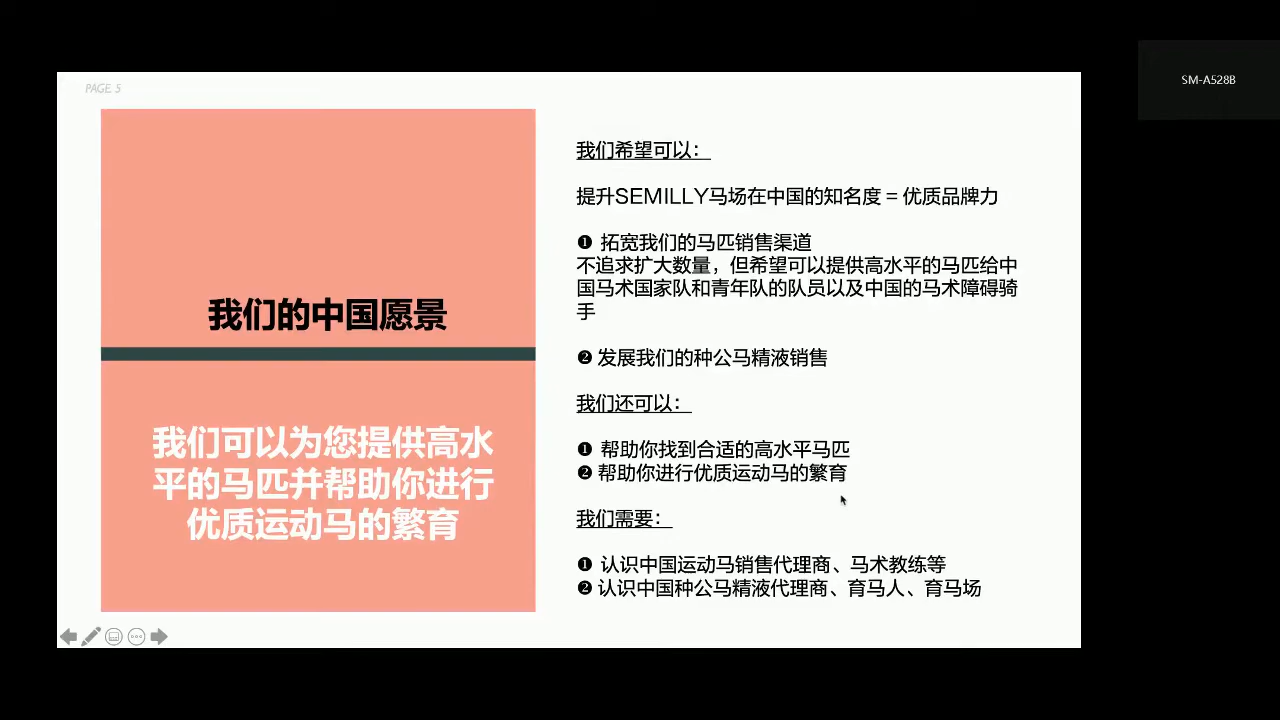 PAGE 5
我们的中国愿景
我们可以为您提供高水
平的马匹并帮助你进行
优质运动马的繁育
我们希望可以：
提升SEMILLY马场在中国的知名度 = 优质品牌力
❶ 拓宽我们的马匹销售渠道
不追求扩大数量，但希望可以提供高水平的马匹给中
国马术国家队和青年队的队员以及中国的马术障碍骑
手
❷ 发展我们的种公马精液销售
我们还可以：
❶ 帮助你找到合适的高水平马匹
❷ 帮助你进行优质运动马的繁育
我们需要：
❶ 认识中国运动马销售代理商、马术教练等
❷ 认识中国种公马精液代理商、育马人、育马场
SM-A528B